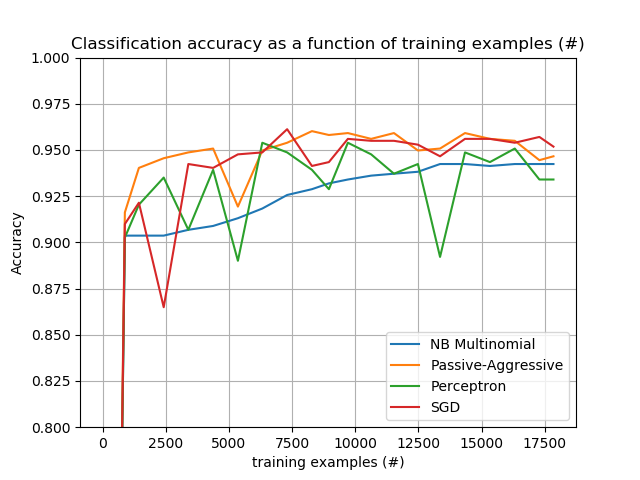 Classification accuracy as a function of training examples (#)
1.000
0.975
0.950
0.925
0.900
0.875
0.850
0.825
0.800
Accuracy
NB Multinomial
Passive-Aggressive
Perceptron
SGD
0 2500 5000 7500 10000 12500 15000 17500
training examples (#)